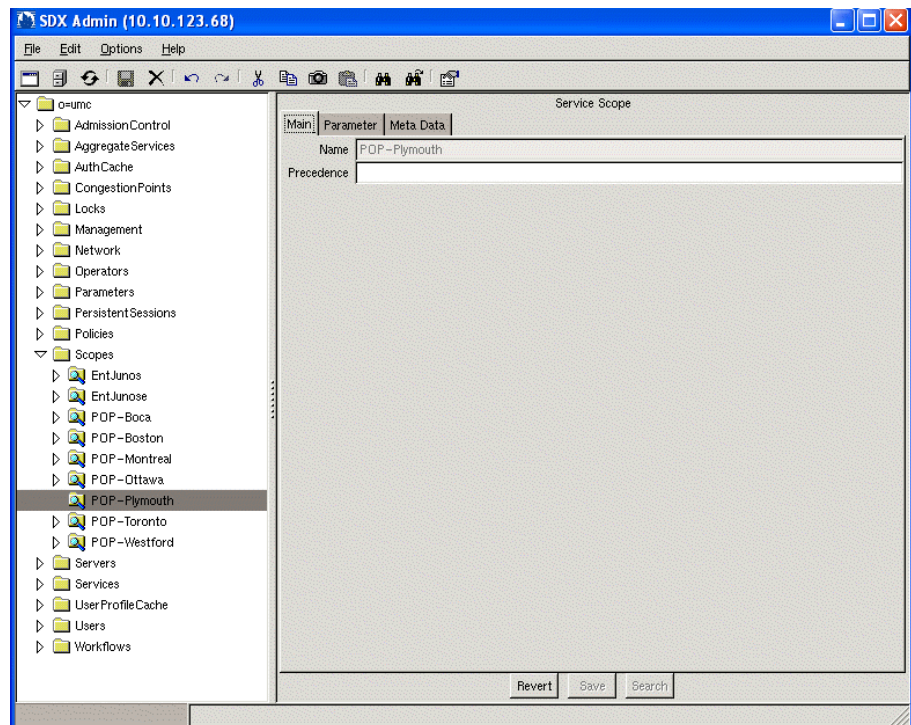 SDX Admin (10.10.123.68)
File Edit Options Help
o=umc
AdmissionControl
AggregateServices
AuthCache
CongestionPoints
Locks
Management
Network
Operators
Parameters
PersistentSessions
Policies
Scopes
EntJunos
EntJunose
POP-Boca
POP-Boston
POP-Montreal
POP-Ottawa
POP-Plymouth
POP-Toronto
POP-Westford
Servers
Services
UserProfileCache
Users
Workflows
Service Scope
Main Parameter Meta Data
Name POP-Plymouth
Precedence
Revert Save Search